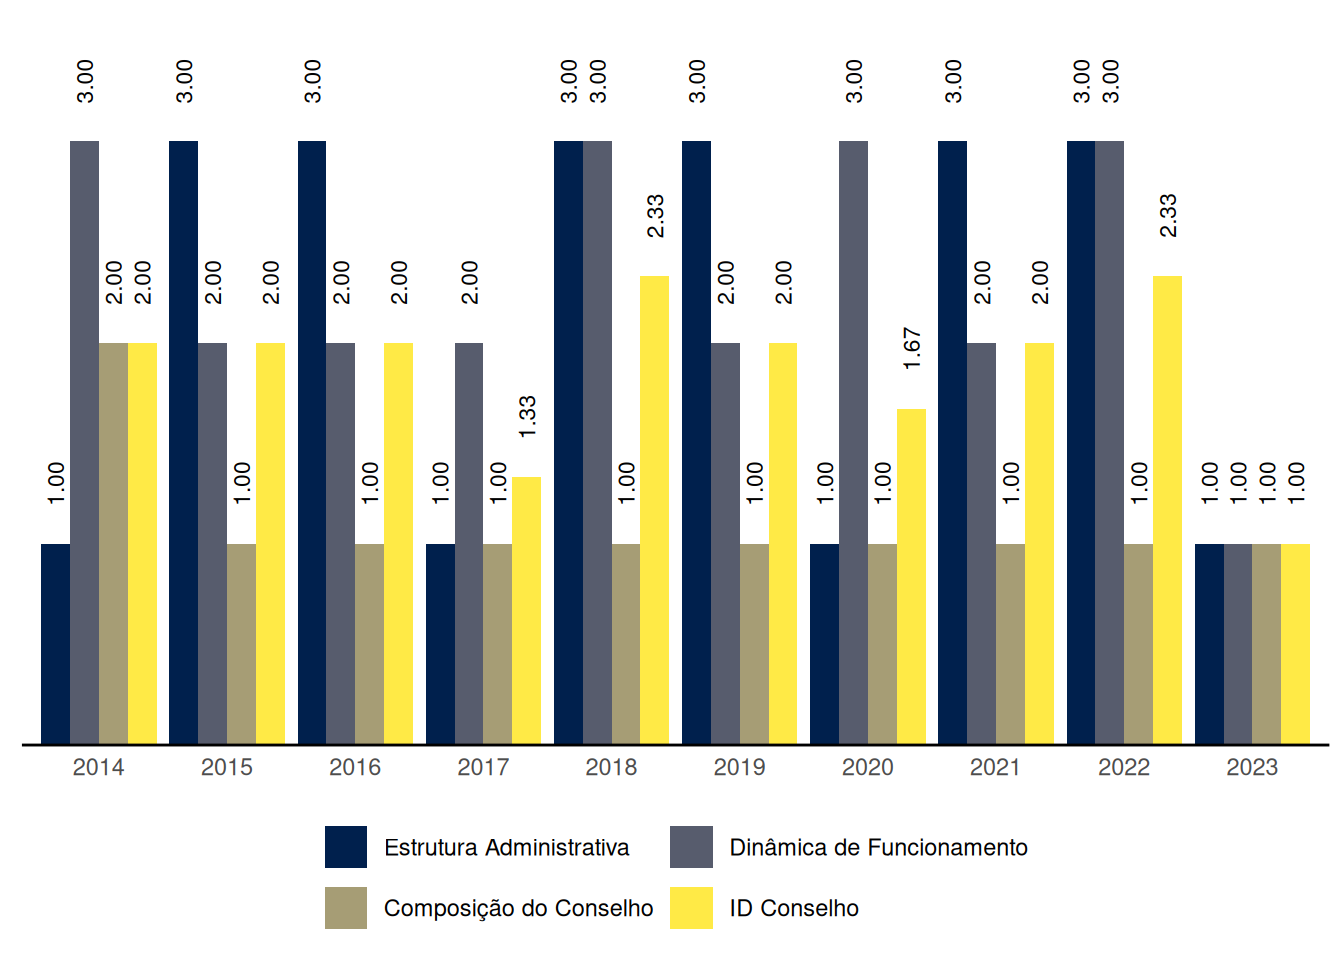 3.00 3.00 3.00 3.00 3.00 3.00 3.00 3.00 3.00 3.00
2.33 2.33
2.00 2.00 2.00 2.00 2.00 2.00 2.00 2.00 2.00 2.00 2.00
1.67
1.33
1.00 1.00 1.00 1.00 1.00 1.00 1.00 1.00 1.00 1.00 1.00 1.00 1.00 1.00 1.00 1.00
2014 2015 2016 2017 2018 2019 2020 2021 2022 2023
Estrutura Administrativa Dinâmica de Funcionamento
Composição do Conselho ID Conselho